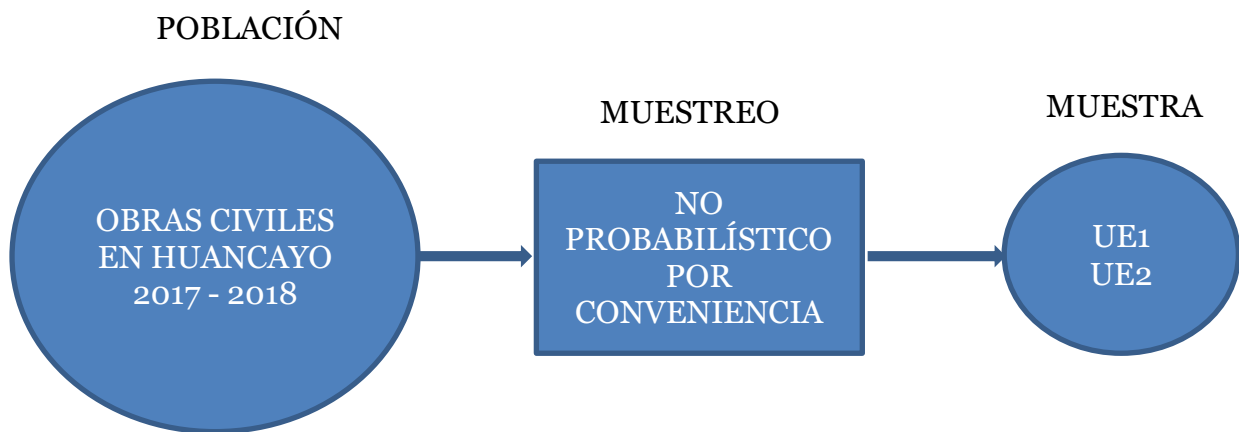 POBLACIÓN
OBRAS CIVILES
EN HUANCAYO
2017 - 2018
MUESTREO
NO
PROBABILÍSTICO
POR
CONVENIENCIA
MUESTRA
UE1
UE2